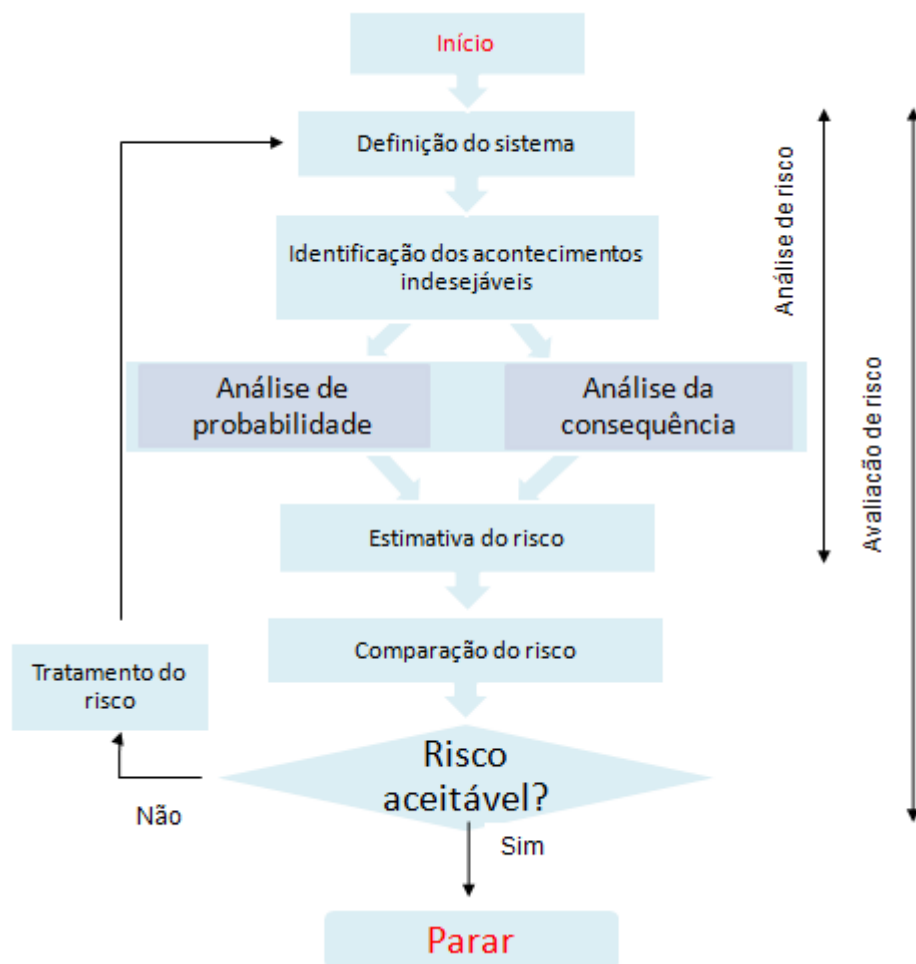 Início
Definição do sistema
Identificação dos acontecimentos
indesejáveis
Análise de
probabilidade
Análise da
consequência
Estimativa do risco
Comparação do risco
Tratamento do
risco
Risco
aceitável?
Não
Sim
Parar
Análise de risco
Avaliacão de risco